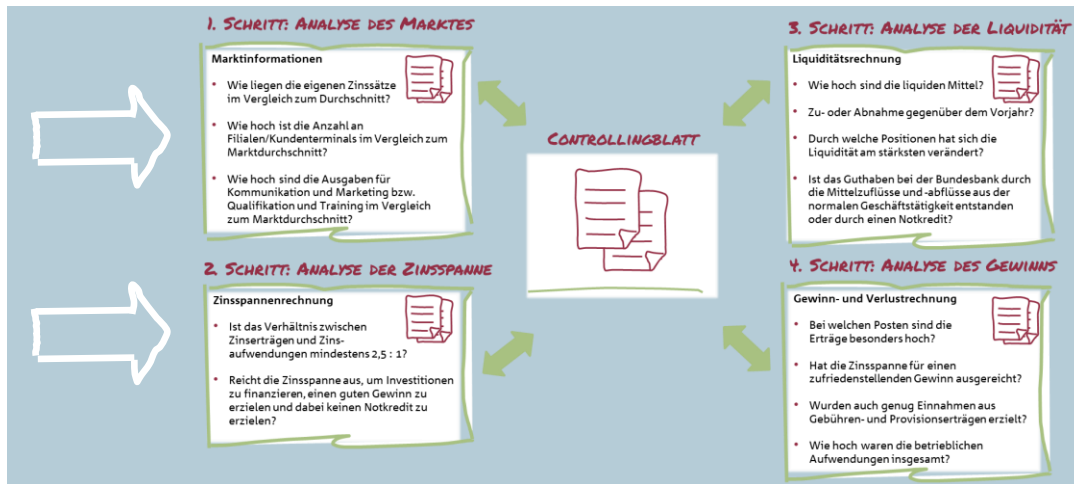 1. Schritt: Analyse des Marktes
Marktinformationen
• Wie liegen die eigenen Zinssätze
im Vergleich zum Durchschnitt?
• Wie hoch ist die Anzahl an
Filialen/Kundenterminals im Vergleich zum
Marktdurchschnitt?
• Wie hoch sind die Ausgaben für
Kommunikation und Marketing bzw.
Qualifikation und Training im Vergleich
zum Marktdurchschnitt?
2. Schritt: Analyse der Zinsspanne
Zinsspannenrechnung
• Ist das Verhältnis zwischen
Zinserträgen und Zins-
aufwendungen mindestens 2,5 : 1?
• Reicht die Zinsspanne aus, um Investitionen
zu finanzieren, einen guten Gewinn zu
erzielen und dabei keinen Notkredit zu
erzielen?
Controllingblatt
3. Schritt: Analyse der Liquidität
Liquiditätsrechnung
• Wie hoch sind die liquiden Mittel?
• Zu- oder Abnahme gegenüber dem Vorjahr?
• Durch welche Positionen hat sich die
Liquidität am stärksten verändert?
• Ist das Guthaben bei der Bundesbank durch
die Mittelzuflüsse und -abflüsse aus der
normalen Geschäftstätigkeit entstanden
oder durch einen Notkredit?
4. Schritt: Analyse des Gewinns
Gewinn- und Verlustrechnung
• Bei welchen Posten sind die
Erträge besonders hoch?
• Hat die Zinsspanne für einen
zufriedenstellenden Gewinn ausgereicht?
• Wurden auch genug Einnahmen aus
Gebühren- und Provisionserträgen erzielt?
• Wie hoch waren die betrieblichen
Aufwendungen insgesamt?